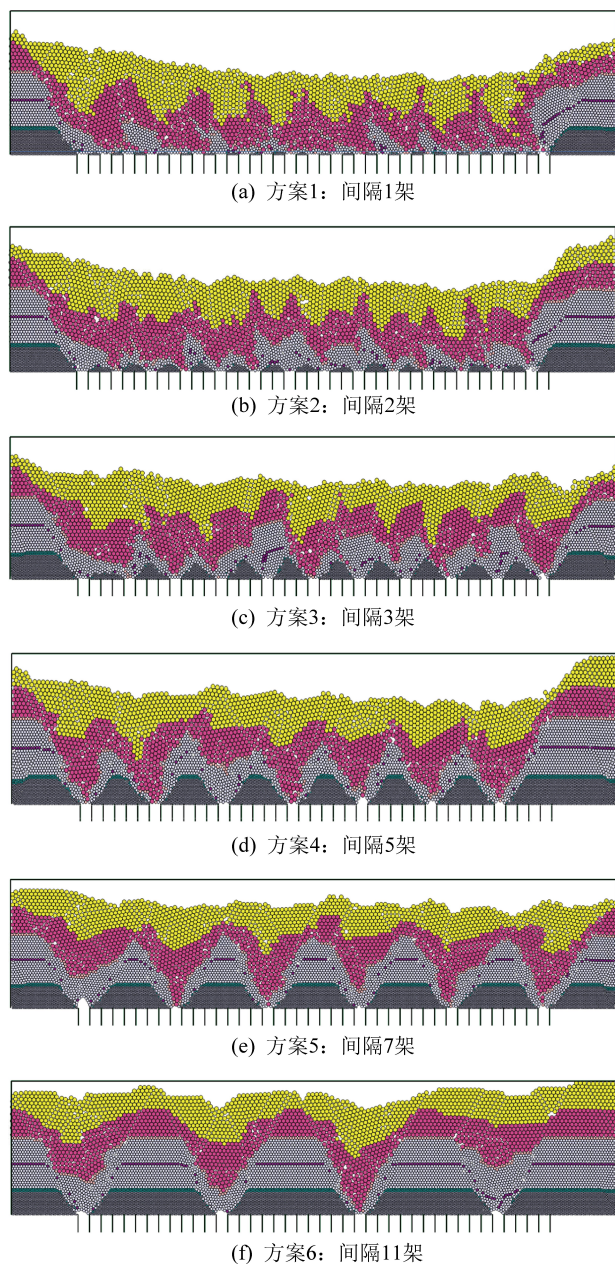 (a) 方案1：间隔1架
(b) 方案2：间隔2架
(c) 方案3：间隔3架
(d) 方案4：间隔5架
(e) 方案5：间隔7架
(f) 方案6：间隔11架